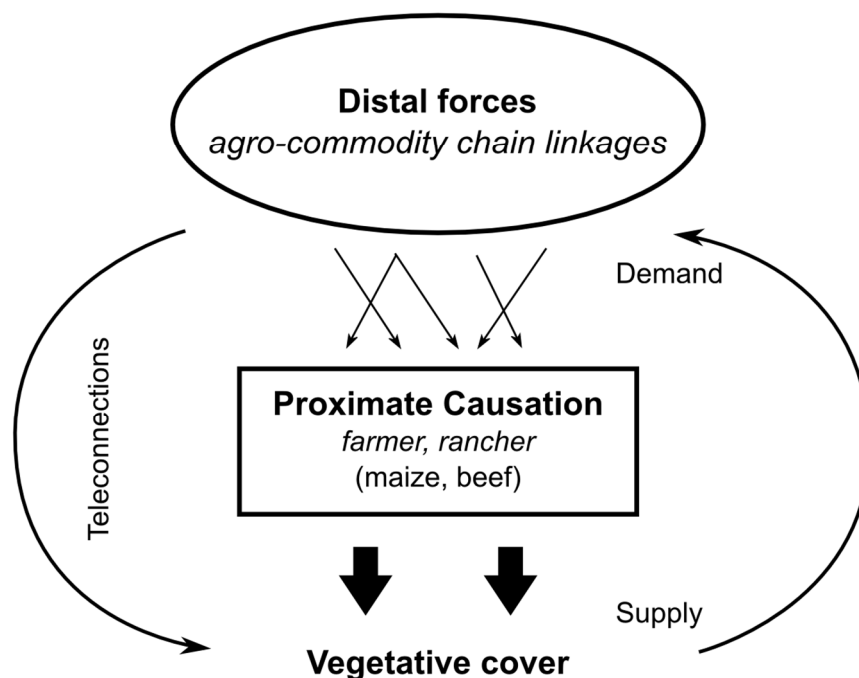 Distal forces
agro-commodity chain linkages
Demand
Teleconnections
Proximate Causation
farmer, rancher
(maize, beef)
Supply
Vegetative cover